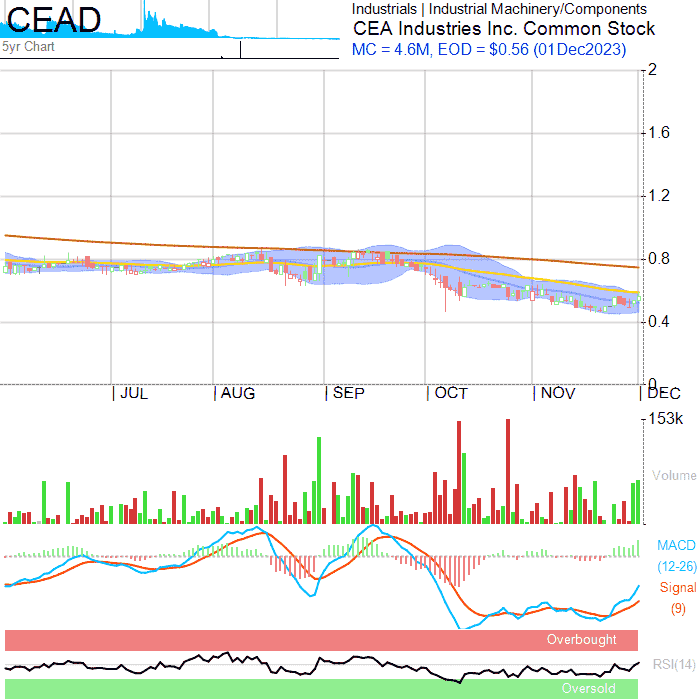 CEAD
5yr Chart
Industrials | Industrial Machinery/Components
CEA Industries Inc. Common Stock
MC = 4.6M, EOD = $0.56 (01Dec2023)
2
1.6
1.2
0.8
0.4
0
JUL AUG SEP OCT NOV DEC
153k
Volume
MACD
(12-26)
Signal
(9)
Overbought
RSI(14)
Oversold